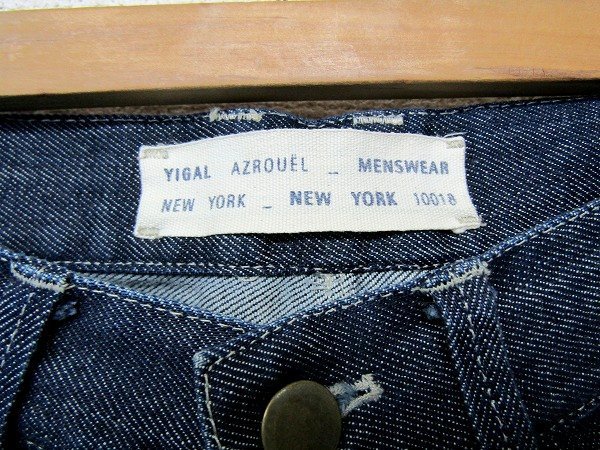 YIGAL AZROUËL _ MENSWEAR
NEW YORK _ NEW YORK 10018